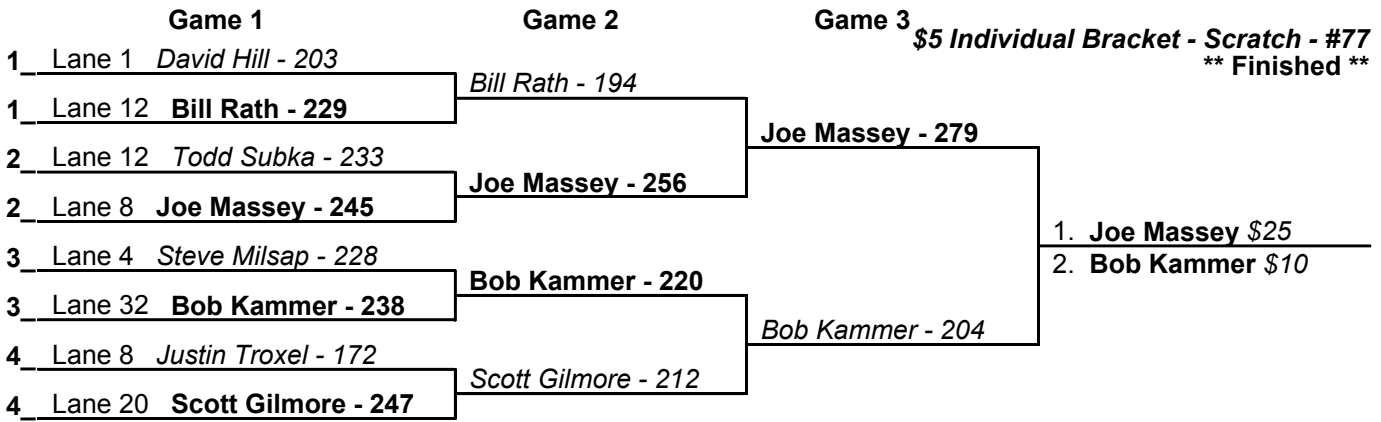 Game 1 Game 2 Game 3
$5 Individual Bracket - Scratch - #77
** Finished **
1_ Lane 1 David Hill - 203
Bill Rath - 194
1_ Lane 12 Bill Rath - 229
Joe Massey - 279
2_ Lane 12 Todd Subka - 233
Joe Massey - 256
2_ Lane 8 Joe Massey - 245
1. Joe Massey $25
3_ Lane 4 Steve Milsap - 228
2. Bob Kammer $10
Bob Kammer - 220
3_ Lane 32 Bob Kammer - 238
Bob Kammer - 204
4_ Lane 8 Justin Troxel - 172
Scott Gilmore - 212
4_ Lane 20 Scott Gilmore - 247